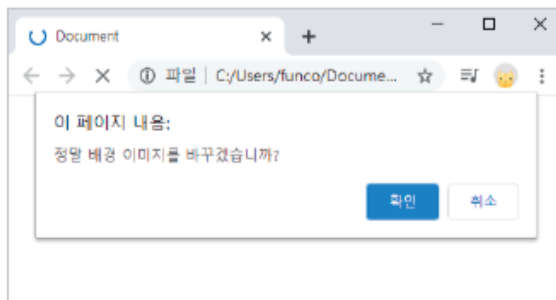 Document
파일 | C:/Users/funco/Docume...
이 페이지 내용:
정말 배경 이미지를 바꾸겠습니까?
확인 취소